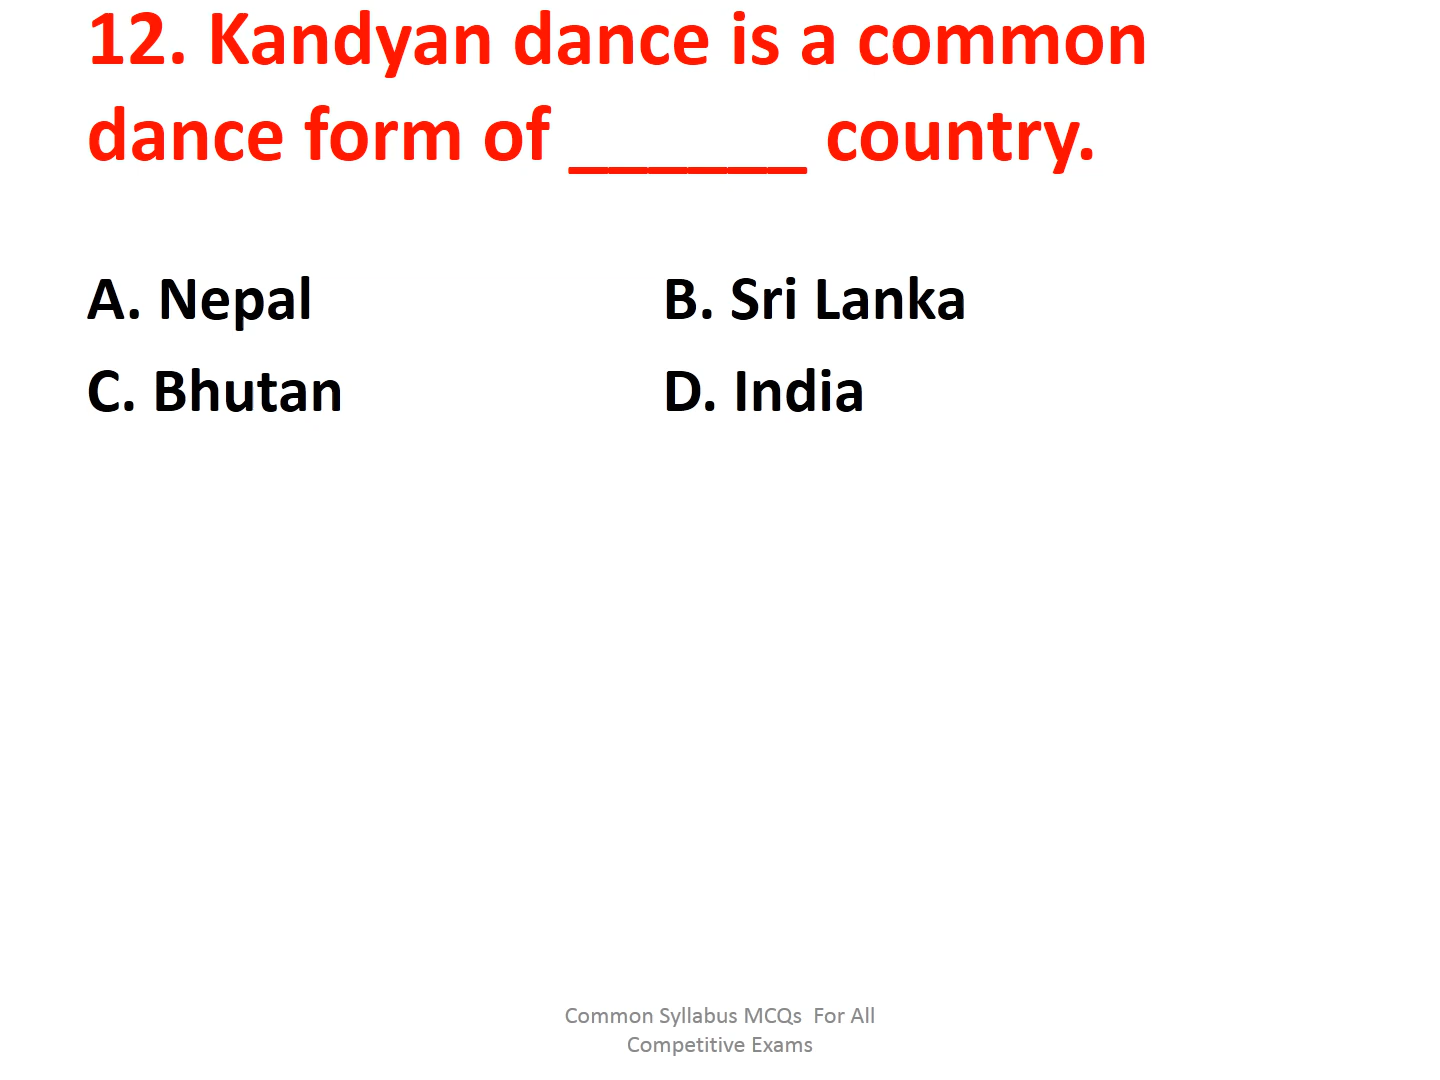 12. Kandyan dance is a common
dance form of ______ country.
A. Nepal B. Sri Lanka
C. Bhutan D. India
Common Syllabus MCQs  For All
Competitive Exams